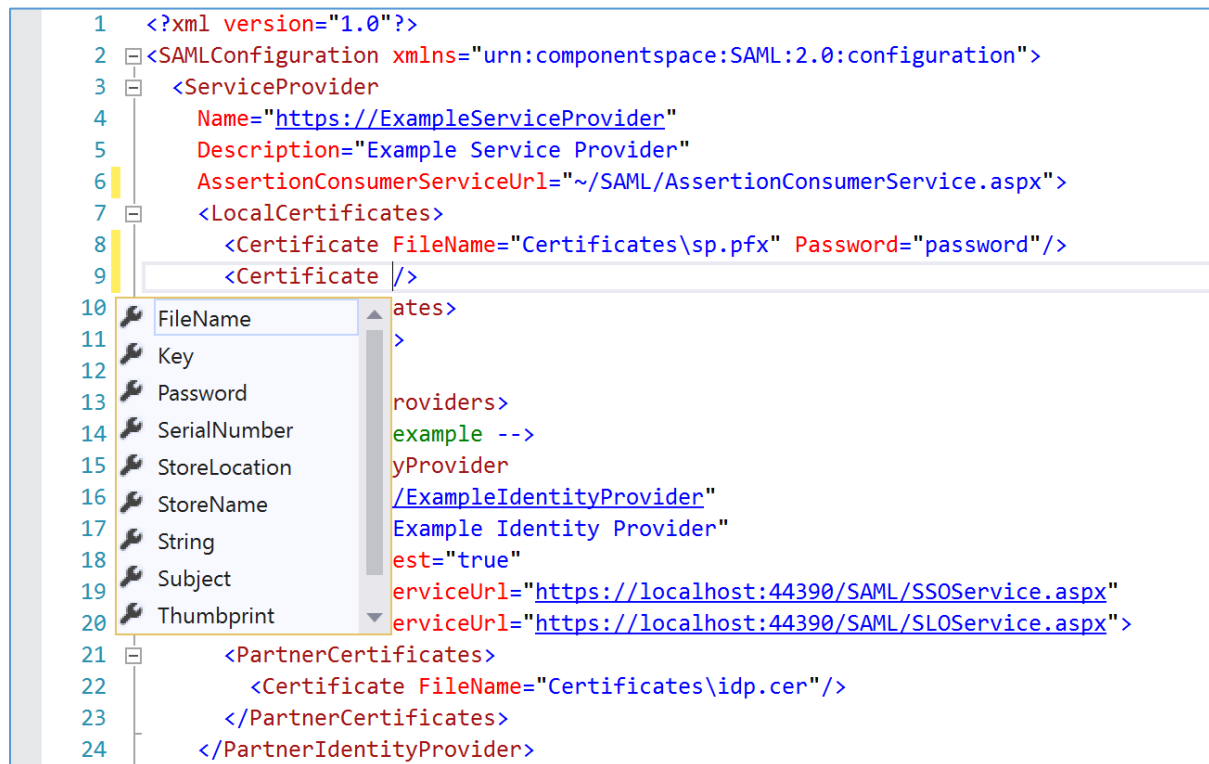 1 <?xml version="1.0"?>
2 <SAMLConfiguration xmlns="urn:componentspace:SAML:2.0:configuration">
3 <ServiceProvider
4 Name="https://ExampleServiceProvider"
5 Description="Example Service Provider"
6 AssertionConsumerServiceUrl="~/SAML/AssertionConsumerService.aspx">
7 <LocalCertificates>
8 <Certificate FileName="Certificates\sp.pfx" Password="password"/>
9 <Certificate />
10 ates>
11 >
12
13 roviders>
14 example -->
15 yProvider
16 /ExampleIdentityProvider"
17 Example Identity Provider"
18 est="true"
19 erviceUrl="https://localhost:44390/SAML/SSOService.aspx"
20 erviceUrl="https://localhost:44390/SAML/SLOService.aspx">
FileName
Key
Password
SerialNumber
StoreLocation
StoreName
String
Subject
Thumbprint
21 <PartnerCertificates>
22 <Certificate FileName="Certificates\idp.cer"/>
23 </PartnerCertificates>
24 </PartnerIdentityProvider>